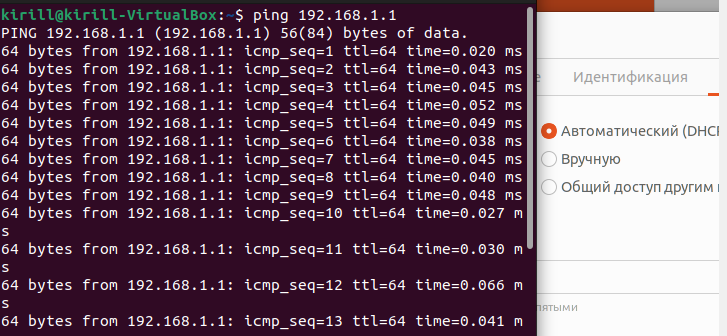 kirill@kirill-VirtualBox:~$ ping 192.168.1.1
PING 192.168.1.1 (192.168.1.1) 56(84) bytes of data.
64 bytes from 192.168.1.1: icmp_seq=1 ttl=64 time=0.020 ms
64 bytes from 192.168.1.1: icmp_seq=2 ttl=64 time=0.043 ms
64 bytes from 192.168.1.1: icmp_seq=3 ttl=64 time=0.045 ms
64 bytes from 192.168.1.1: icmp_seq=4 ttl=64 time=0.052 ms
64 bytes from 192.168.1.1: icmp_seq=5 ttl=64 time=0.049 ms
64 bytes from 192.168.1.1: icmp_seq=6 ttl=64 time=0.038 ms
64 bytes from 192.168.1.1: icmp_seq=7 ttl=64 time=0.045 ms
64 bytes from 192.168.1.1: icmp_seq=8 ttl=64 time=0.040 ms
64 bytes from 192.168.1.1: icmp_seq=9 ttl=64 time=0.048 ms
64 bytes from 192.168.1.1: icmp_seq=10 ttl=64 time=0.027 m
s
64 bytes from 192.168.1.1: icmp_seq=11 ttl=64 time=0.030 m
s
64 bytes from 192.168.1.1: icmp_seq=12 ttl=64 time=0.066 m
s
64 bytes from 192.168.1.1: icmp_seq=13 ttl=64 time=0.041 m
Идентификация
Автоматический (DHCP
Вручную
Общий доступ другим